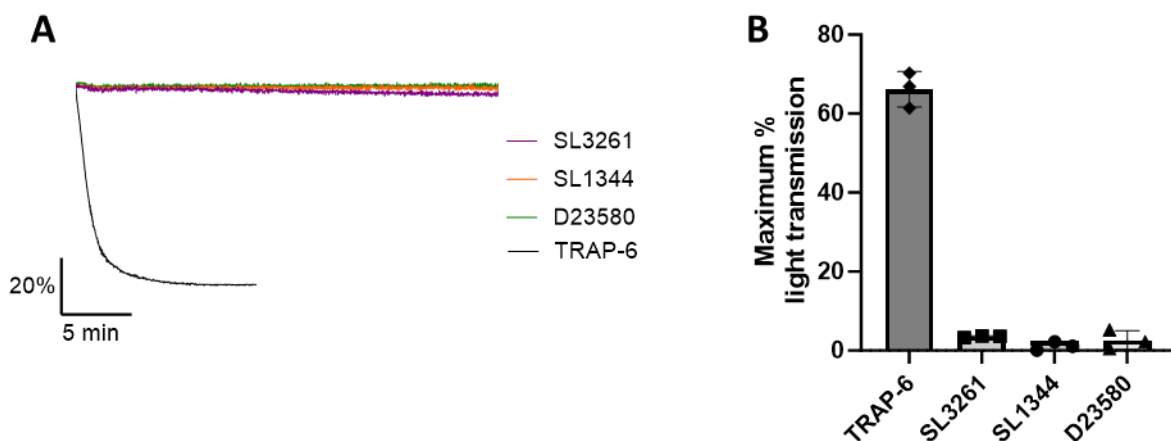 A
SL3261
SL1344
D23580
TRAP-6
20%
5 min
B
Maximum %
light transmission
80
60
40
20
0
TRAP-6
SL3261
SL1344
D23580